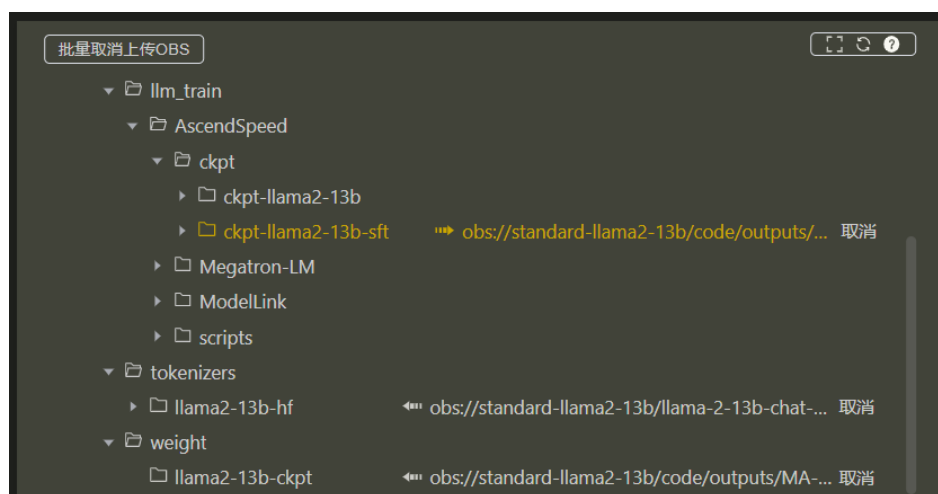 批量取消上传OBS
llm_train
AscendSpeed
ckpt
ckpt-llama2-13b
ckpt-llama2-13b-sft obs://standard-llama2-13b/code/outputs/... 取消
Megatron-LM
ModelLink
scripts
tokenizers
llama2-13b-hf obs://standard-llama2-13b/llama-2-13b-chat-... 取消
weight
llama2-13b-ckpt obs://standard-llama2-13b/code/outputs/MA-... 取消